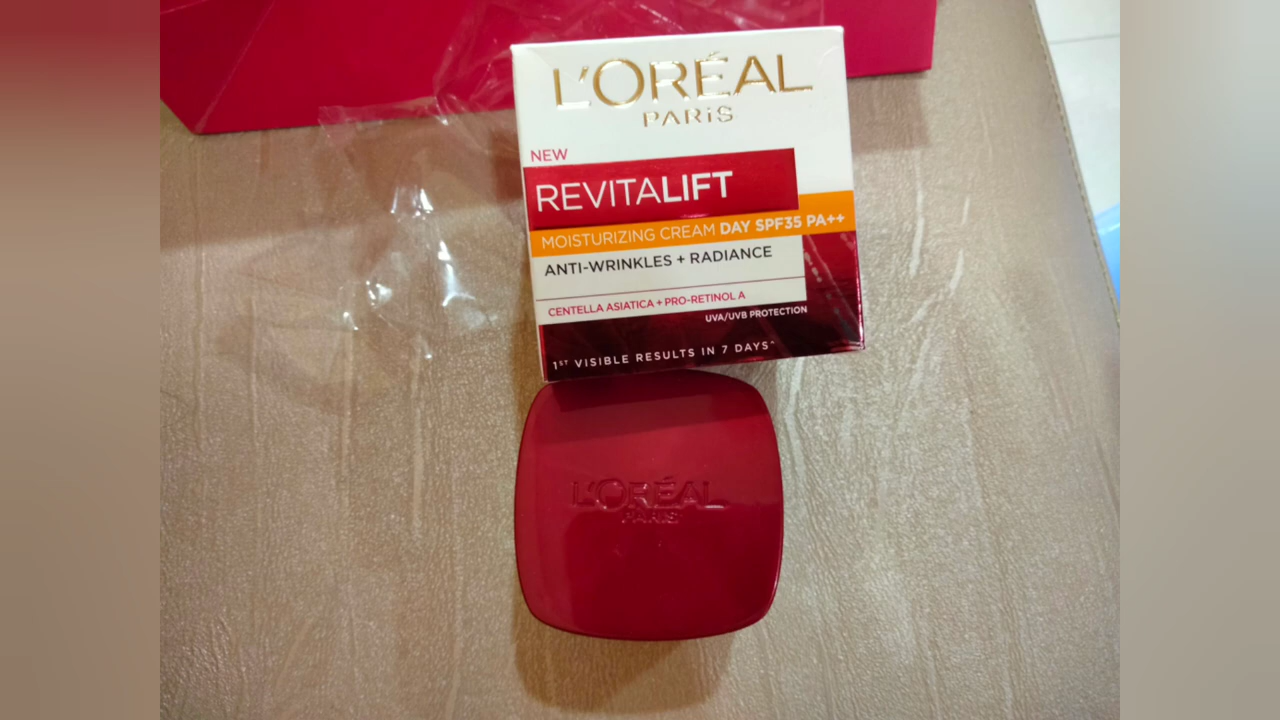 L'ORÉAL
PARiS
NEW
REVITALIFT
MOISTURIZING CREAM DAY SPF35 PA++
ANTI-WRINKLES + RADIANCE
CENTELLA ASIATICA + PRO-RETINOL A
UVA/UVB PROTECTION
1ST VISIBLE RESULTS IN 7 DAYS^
L'ORÉAL
PARiS